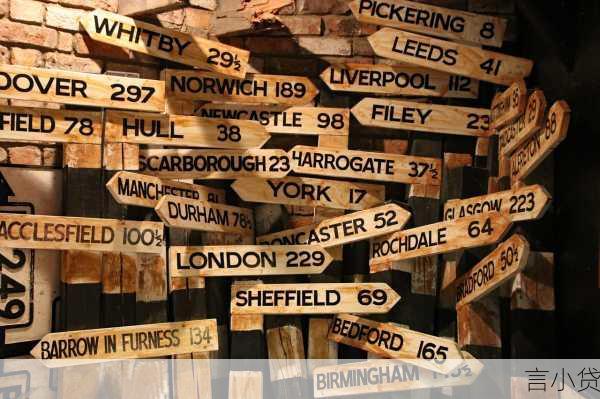 PICKERING 8
WHITBY 29½
LEEDS 41
LIVERPOOL 112
DOVER 297
NORWICH 189
FILEY 23
NEWCASTLE 98
FIELD 78
HULL 38
SCARBOROUGH 23
HARROGATE 37½
MANCHESTER 81
YORK 17
DURHAM 78½
GLASGOW 223
DONCASTER 52
ROCHDALE 64
ACCLESFIELD 100½
LONDON 229
BRADFORD 50½
249
SHEFFIELD 69
BARROW IN FURNESS 134
BEDFORD 165
BIRMINGHAM
言小贷